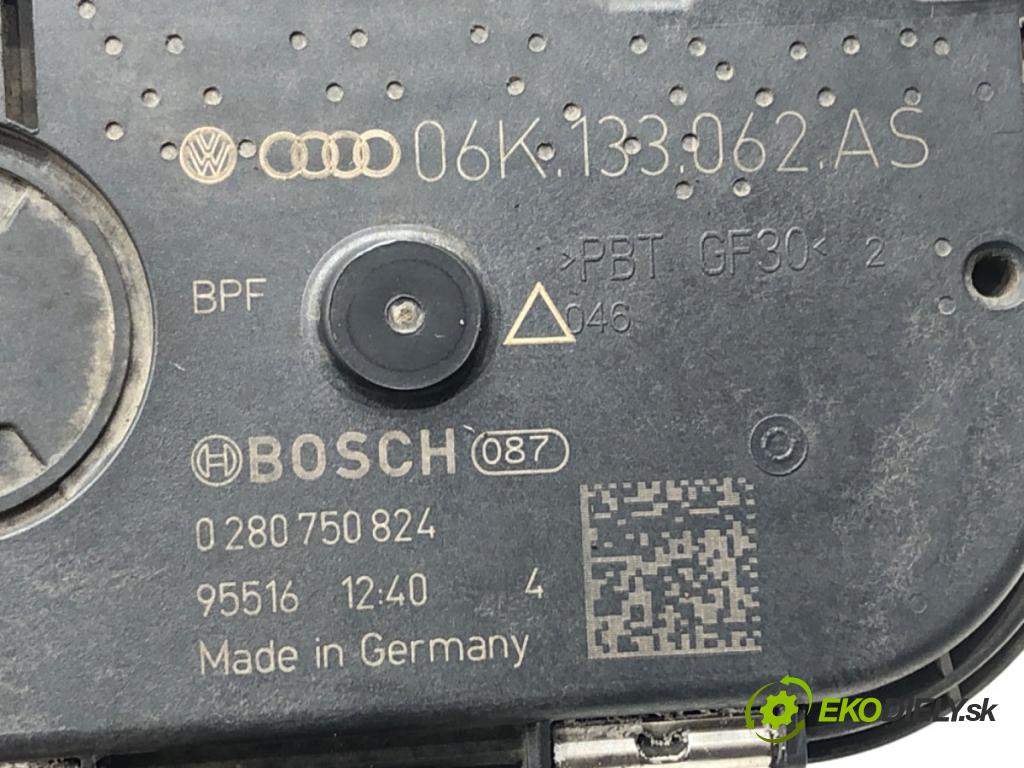 VW 06K.133.062.AS
>PBT GF30< 2
BPF 046
BOSCH 087
0 280 750 824
95516 12:40 4
Made in Germany
EKODIELY.sk